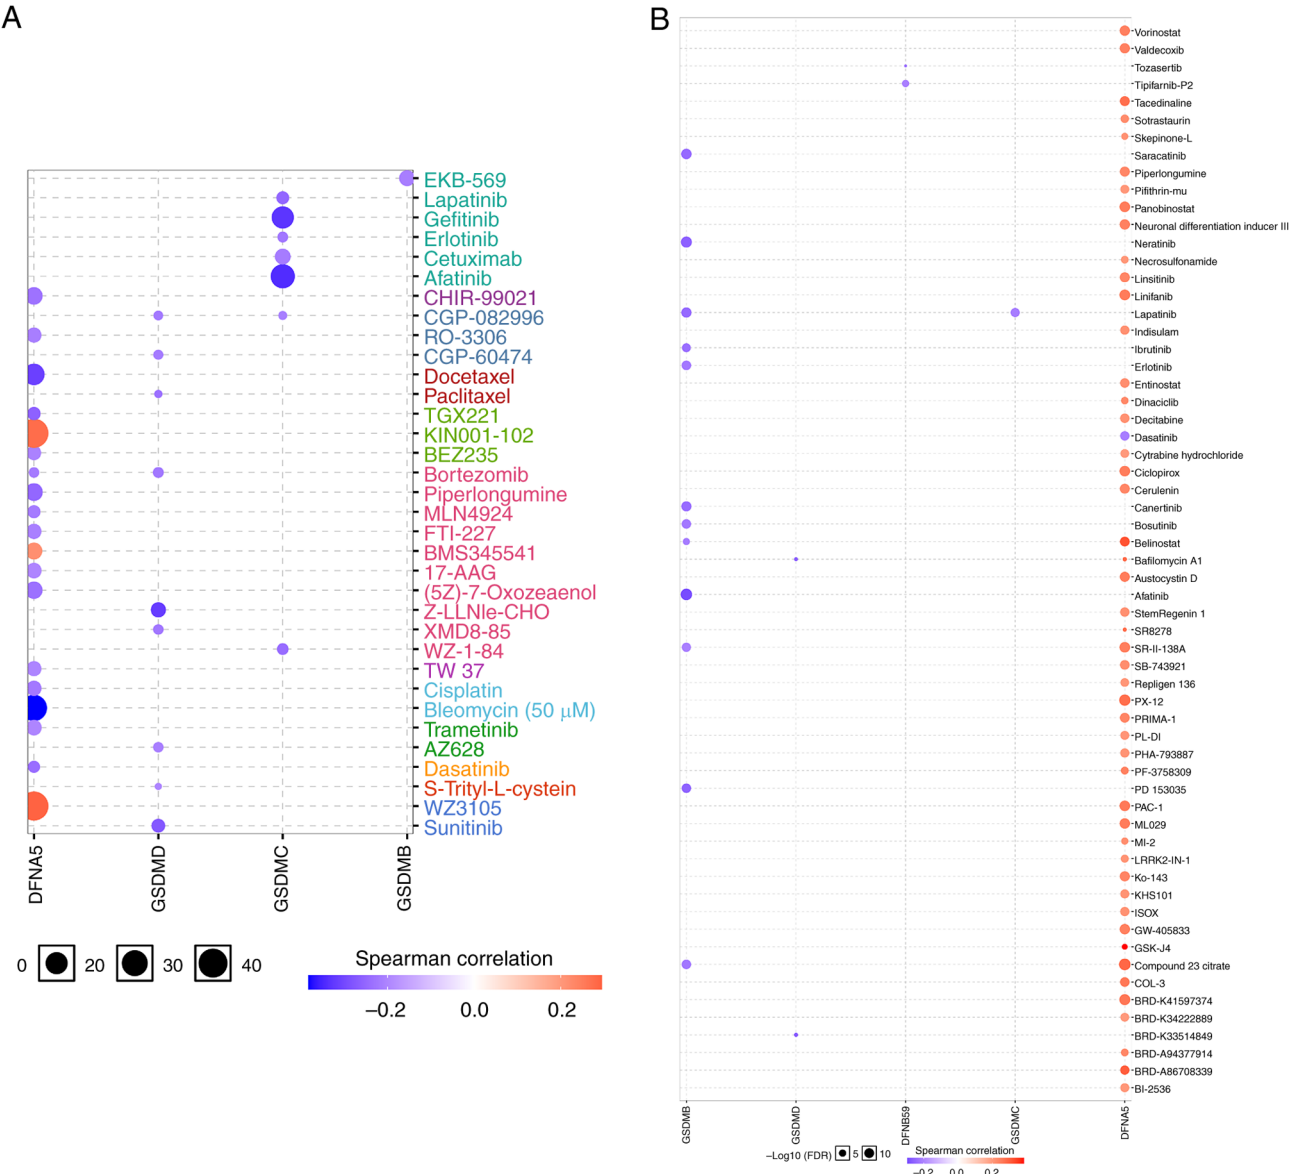 A
EKB-569
Lapatinib
Gefitinib
Erlotinib
Cetuximab
Afatinib
CHIR-99021
CGP-082996
RO-3306
CGP-60474
Docetaxel
Paclitaxel
TGX221
KIN001-102
BEZ235
Bortezomib
Piperlongumine
MLN4924
FTI-227
BMS345541
17-AAG
(5Z)-7-Oxozeaenol
Z-LLNle-CHO
XMD8-85
WZ-1-84
TW 37
Cisplatin
Bleomycin (50 μM)
Trametinib
AZ628
Dasatinib
S-Trityl-L-cystein
WZ3105
Sunitinib
DFNA5
GSDMD
GSDMC
GSDMB
0 20 30 40
Spearman correlation
−0.2 0.0 0.2
B
Vorinostat
Valdecoxib
Tozasertib
Tipifarnib-P2
Tacedinaline
Sotrastaurin
Skepinone-L
Saracatinib
Piperlongumine
Pifithrin-mu
Panobinostat
Neuronal differentiation inducer III
Neratinib
Necrosulfonamide
Linsitinib
Linifanib
Lapatinib
Indisulam
Ibrutinib
Erlotinib
Entinostat
Dinaciclib
Decitabine
Dasatinib
Cytrabine hydrochloride
Ciclopirox
Cerulenin
Canertinib
Bosutinib
Belinostat
Bafilomycin A1
Austocystin D
Afatinib
StemRegenin 1
SR8278
SR-II-138A
SB-743921
Repligen 136
PX-12
PRIMA-1
PL-DI
PHA-793887
PF-3758309
PD 153035
PAC-1
ML029
MI-2
LRRK2-IN-1
Ko-143
KHS101
ISOX
GW-405833
GSK-J4
Compound 23 citrate
COL-3
BRD-K41597374
BRD-K34222889
BRD-K33514849
BRD-A94377914
BRD-A86708339
BI-2536
GSDMB
GSDMD
DFNB59
GSDMC
DFNA5
−Log10 (FDR) 5 10
Spearman correlation
−0.2 0.0 0.2